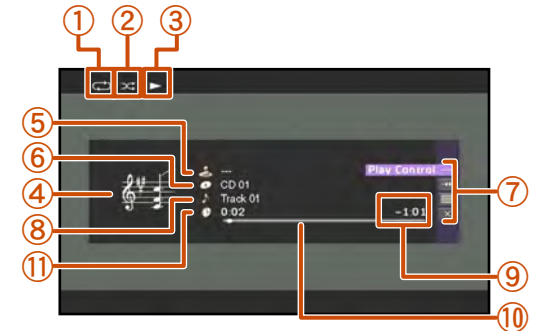 ① ② ③
⑤
⑥
④
⑧
⑪
---
CD 01
Track 01
0:02
Play Control
-1:01
⑦
⑨
⑩